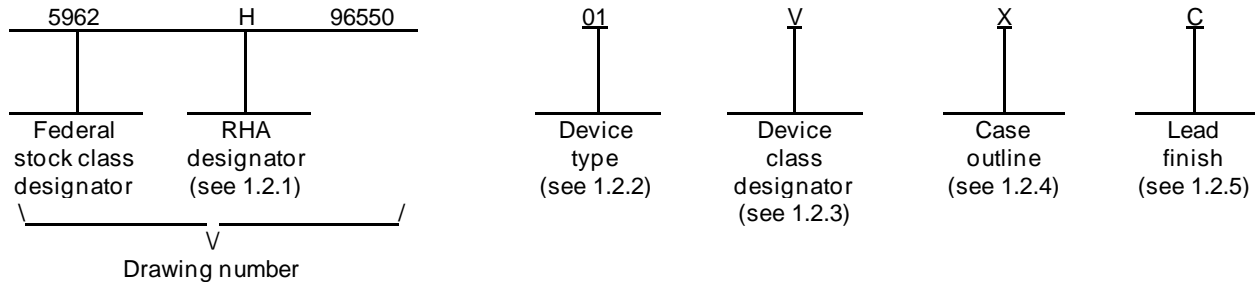 5962 H 96550 01 V X C
Federal stock class designator
RHA designator (see 1.2.1)
Device type (see 1.2.2)
Device class designator (see 1.2.3)
Case outline (see 1.2.4)
Lead finish (see 1.2.5)
Drawing number